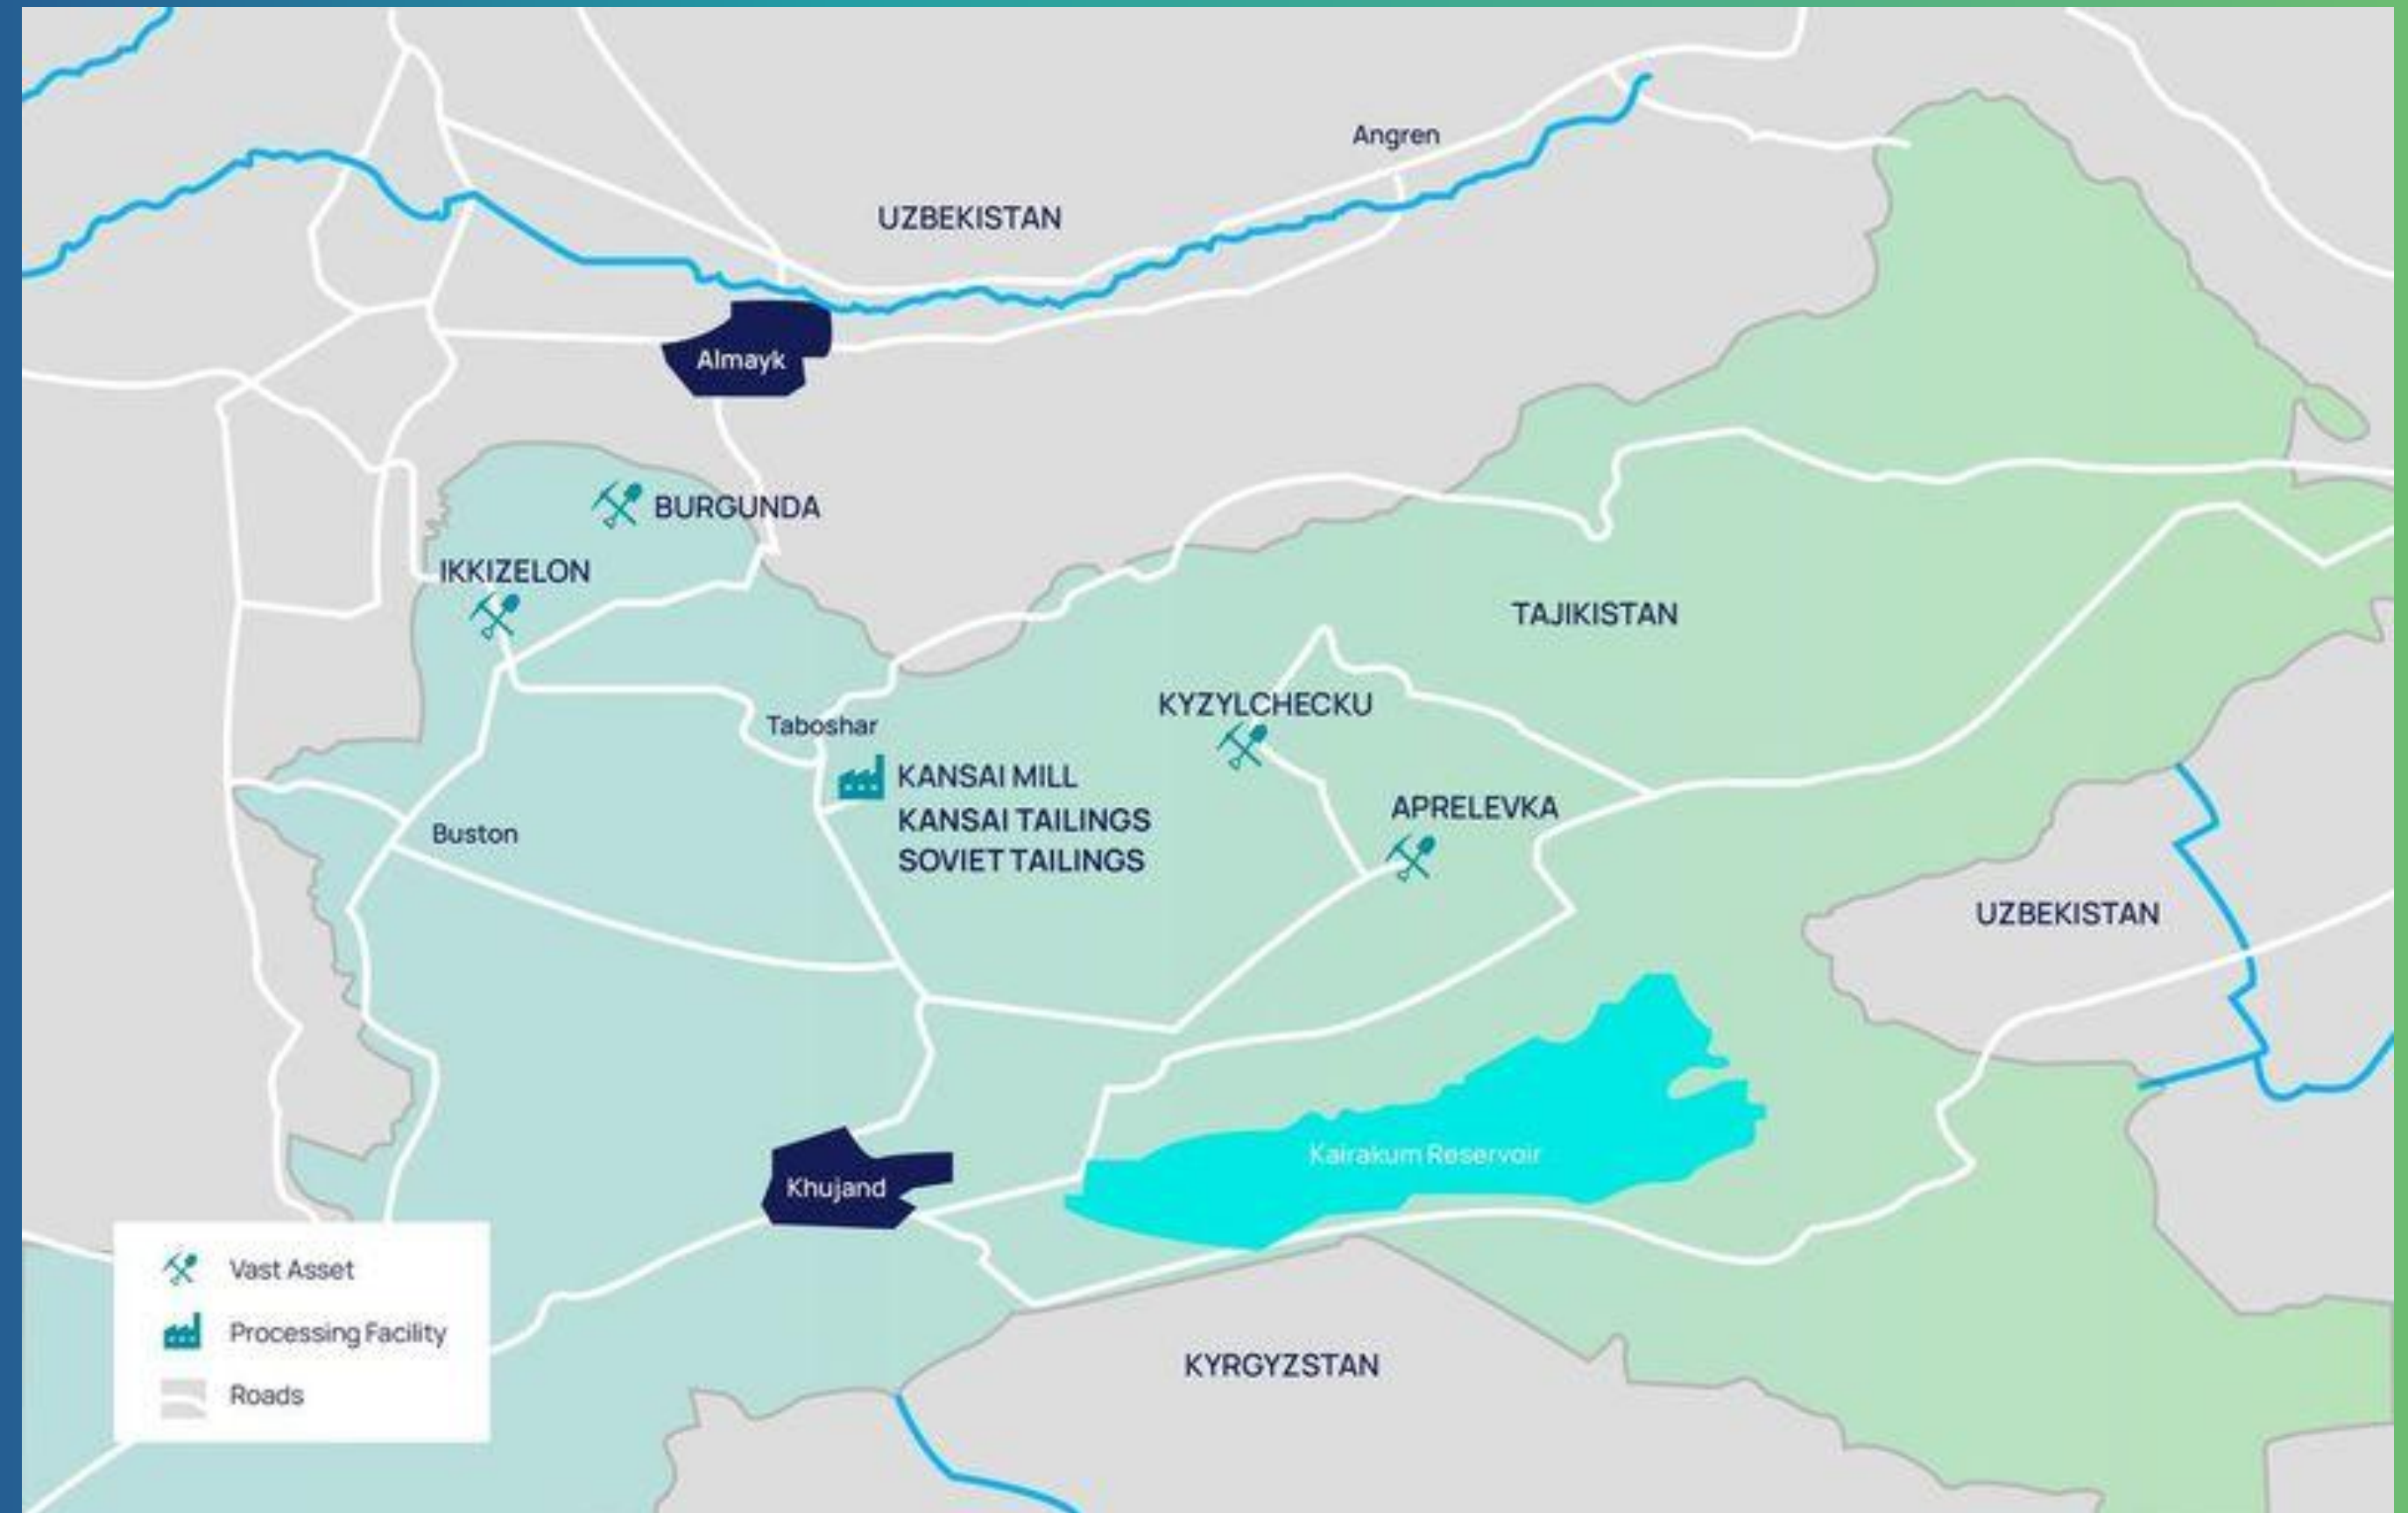 Angren
UZBEKISTAN
Almayk
BURGUNDA
IKKIZELON
TAJIKISTAN
KYZYLCHECKU
Taboshar
KANSAI MILL
KANSAI TAILINGS
SOVIET TAILINGS
APRELEVKA
Buston
UZBEKISTAN
Kairakum Reservoir
Khujand
KYRGYZSTAN
Vast Asset
Processing Facility
Roads